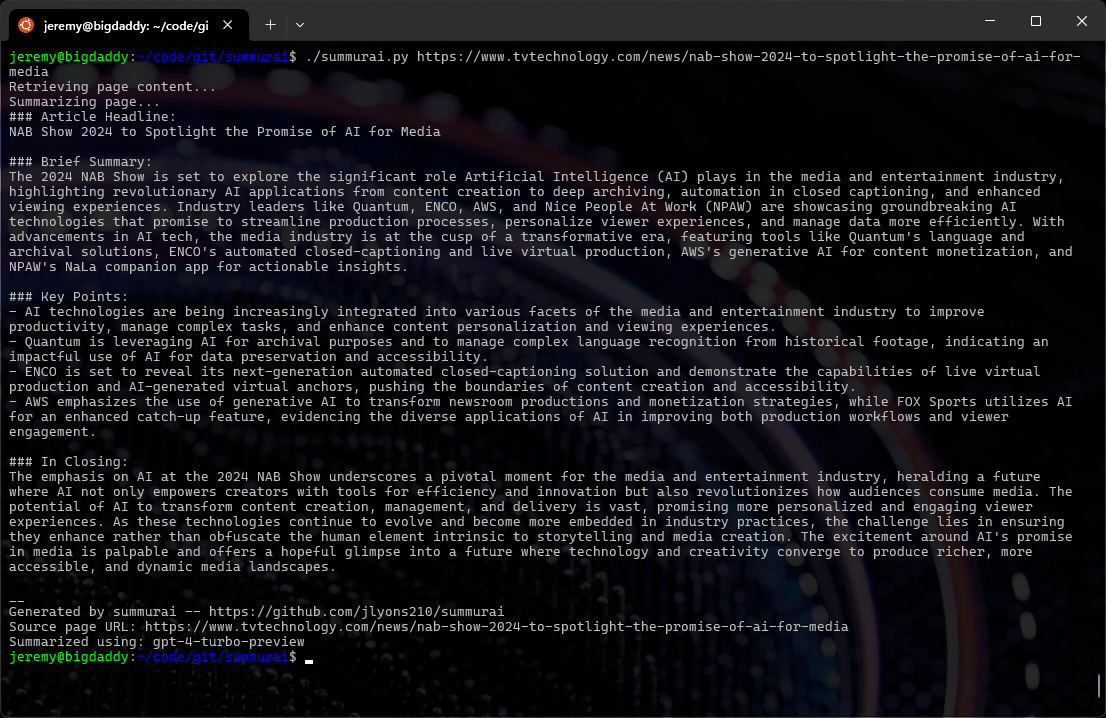 jeremy@bigdaddy: ~/code/gi
jeremy@bigdaddy:~/code/git/summurai$ ./summurai.py https://www.tvtechnology.com/news/nab-show-2024-to-spotlight-the-promise-of-ai-for-
media
Retrieving page content...
Summarizing page...
### Article Headline:
NAB Show 2024 to Spotlight the Promise of AI for Media
### Brief Summary:
The 2024 NAB Show is set to explore the significant role Artificial Intelligence (AI) plays in the media and entertainment industry,
highlighting revolutionary AI applications from content creation to deep archiving, automation in closed captioning, and enhanced
viewing experiences. Industry leaders like Quantum, ENCO, AWS, and Nice People At Work (NPAW) are showcasing groundbreaking AI
technologies that promise to streamline production processes, personalize viewer experiences, and manage data more efficiently. With
advancements in AI tech, the media industry is at the cusp of a transformative era, featuring tools like Quantum's language and
archival solutions, ENCO's automated closed-captioning and live virtual production, AWS's generative AI for content monetization, and
NPAW's NaLa companion app for actionable insights.
### Key Points:
- AI technologies are being increasingly integrated into various facets of the media and entertainment industry to improve
productivity, manage complex tasks, and enhance content personalization and viewing experiences.
- Quantum is leveraging AI for archival purposes and to manage complex language recognition from historical footage, indicating an
impactful use of AI for data preservation and accessibility.
- ENCO is set to reveal its next-generation automated closed-captioning solution and demonstrate the capabilities of live virtual
production and AI-generated virtual anchors, pushing the boundaries of content creation and accessibility.
- AWS emphasizes the use of generative AI to transform newsroom productions and monetization strategies, while FOX Sports utilizes AI
for an enhanced catch-up feature, evidencing the diverse applications of AI in improving both production workflows and viewer
engagement.
### In Closing:
The emphasis on AI at the 2024 NAB Show underscores a pivotal moment for the media and entertainment industry, heralding a future
where AI not only empowers creators with tools for efficiency and innovation but also revolutionizes how audiences consume media. The
potential of AI to transform content creation, management, and delivery is vast, promising more personalized and engaging viewer
experiences. As these technologies continue to evolve and become more embedded in industry practices, the challenge lies in ensuring
they enhance rather than obfuscate the human element intrinsic to storytelling and media creation. The excitement around AI's promise
in media is palpable and offers a hopeful glimpse into a future where technology and creativity converge to produce richer, more
accessible, and dynamic media landscapes.
__
Generated by summurai -- https://github.com/jlyons210/summurai
Source page URL: https://www.tvtechnology.com/news/nab-show-2024-to-spotlight-the-promise-of-ai-for-media
Summarized using: gpt-4-turbo-preview
jeremy@bigdaddy:~/code/git/summurai$